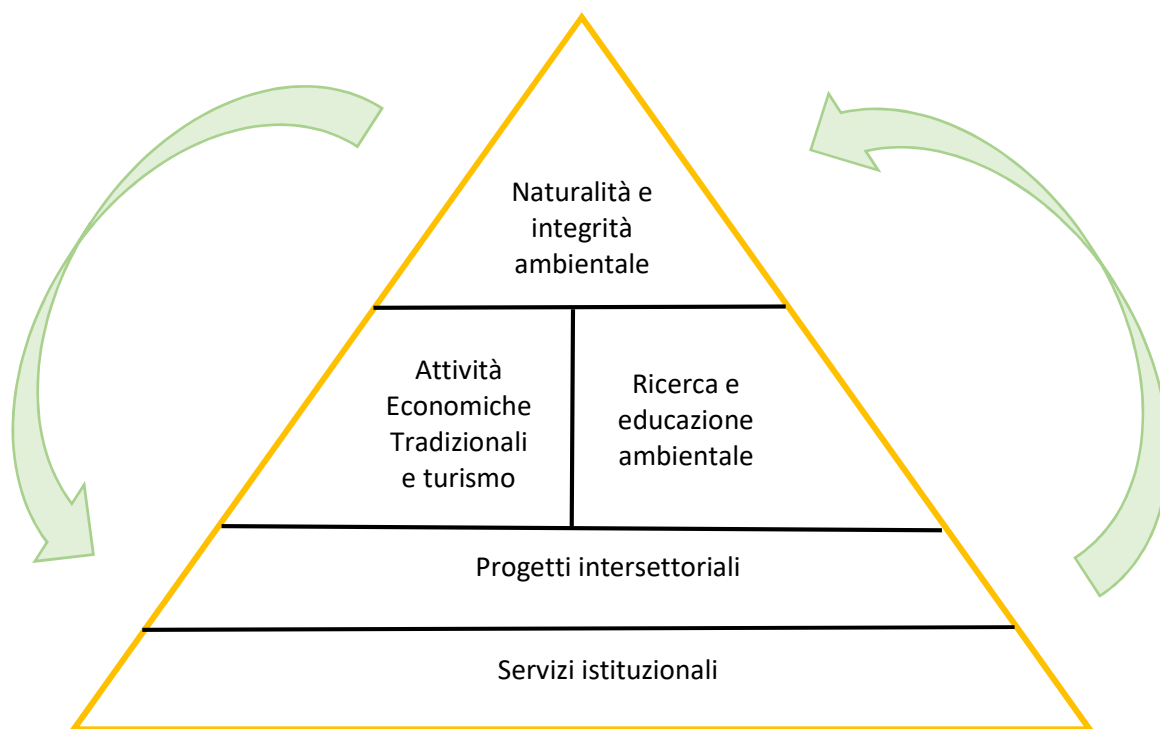 Naturalità e
integrità
ambientale
Attività
Economiche
Tradizionali
e turismo
Ricerca e
educazione
ambientale
Progetti intersettoriali
Servizi istituzionali